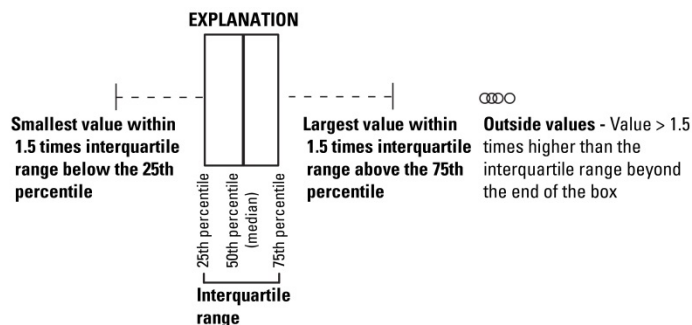 EXPLANATION
Smallest value within
1.5 times interquartile
range below the 25th
percentile
Largest value within
1.5 times interquartile
range above the 75th
percentile
Outside values - Value > 1.5
times higher than the
interquartile range beyond
the end of the box
25th percentile
50th percentile
(median)
75th percentile
Interquartile
range